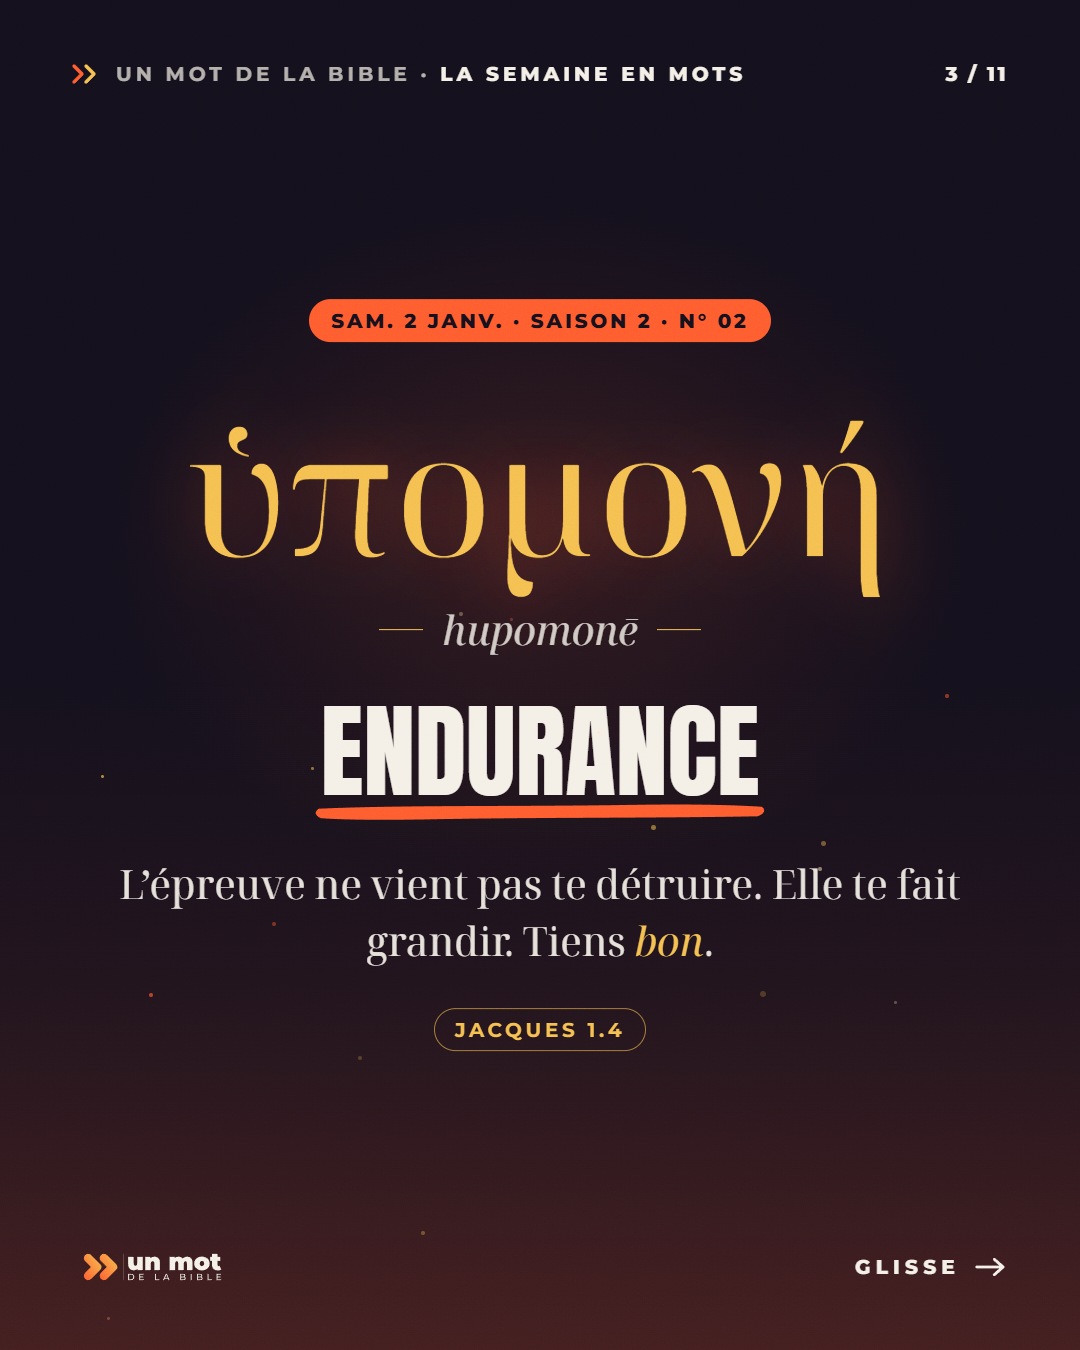 UN MOT DE LA BIBLE · LA SEMAINE EN MOTS
3 / 11
SAM. 2 JANV. · SAISON 2 · N° 02
ὑπομονή
hupomonē
ENDURANCE
L’épreuve ne vient pas te détruire. Elle te fait
grandir. Tiens bon.
JACQUES 1.4
un mot
DE LA BIBLE
GLISSE →